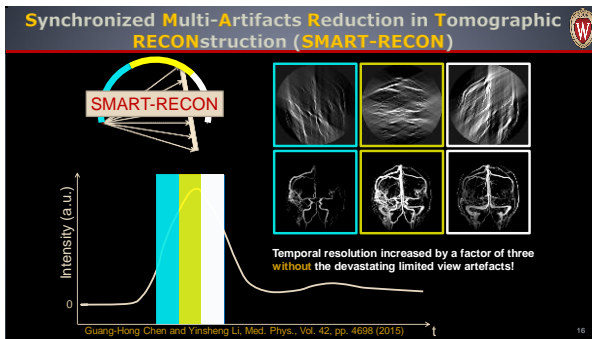 Synchronized Multi-Artifacts Reduction in Tomographic
RECONstruction (SMART-RECON)
SMART-RECON
Intensity (a.u.)
0
t
Temporal resolution increased by a factor of three
without the devastating limited view artefacts!
Guang-Hong Chen and Yinsheng Li, Med. Phys., Vol. 42, pp. 4698 (2015)
16
W